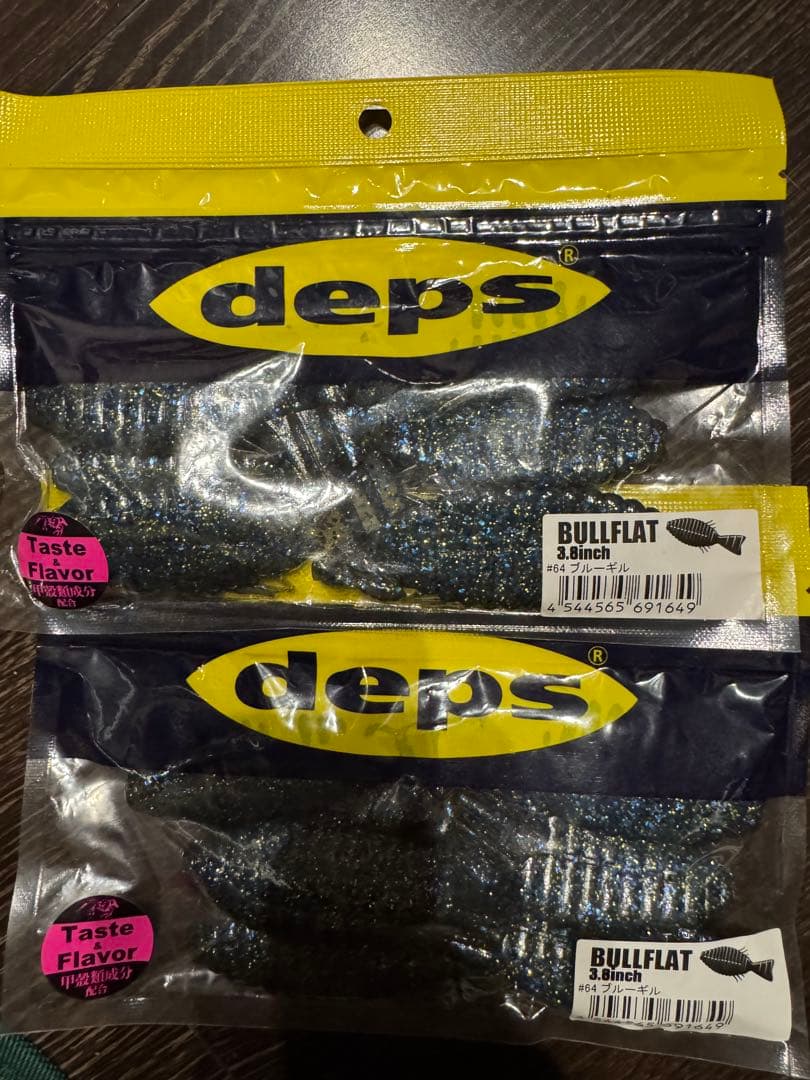 deps®
Taste
&
Flavor
甲殻類成分
配合
BULLFLAT
3.8inch
#64 ブルーギル
4 544565 691649
deps®
Taste
&
Flavor
甲殻類成分
配合
BULLFLAT
3.8inch
#64 ブルーギル